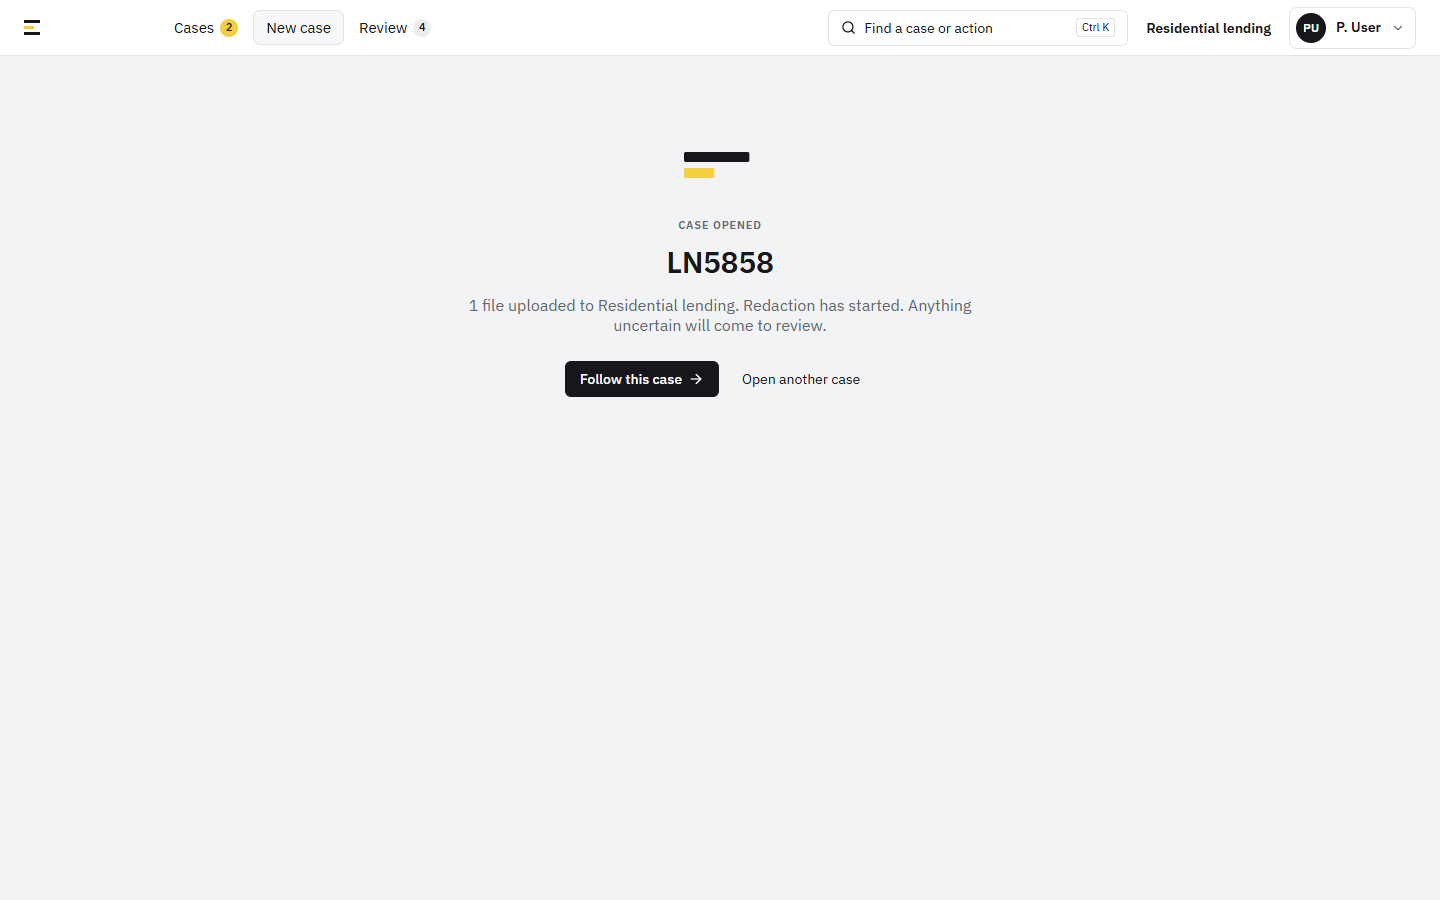 Cases 2 New case Review 4 Find a case or action Ctrl K Residential lending PU P. User
CASE OPENED
LN5858
1 file uploaded to Residential lending. Redaction has started. Anything
uncertain will come to review.
Follow this case Open another case